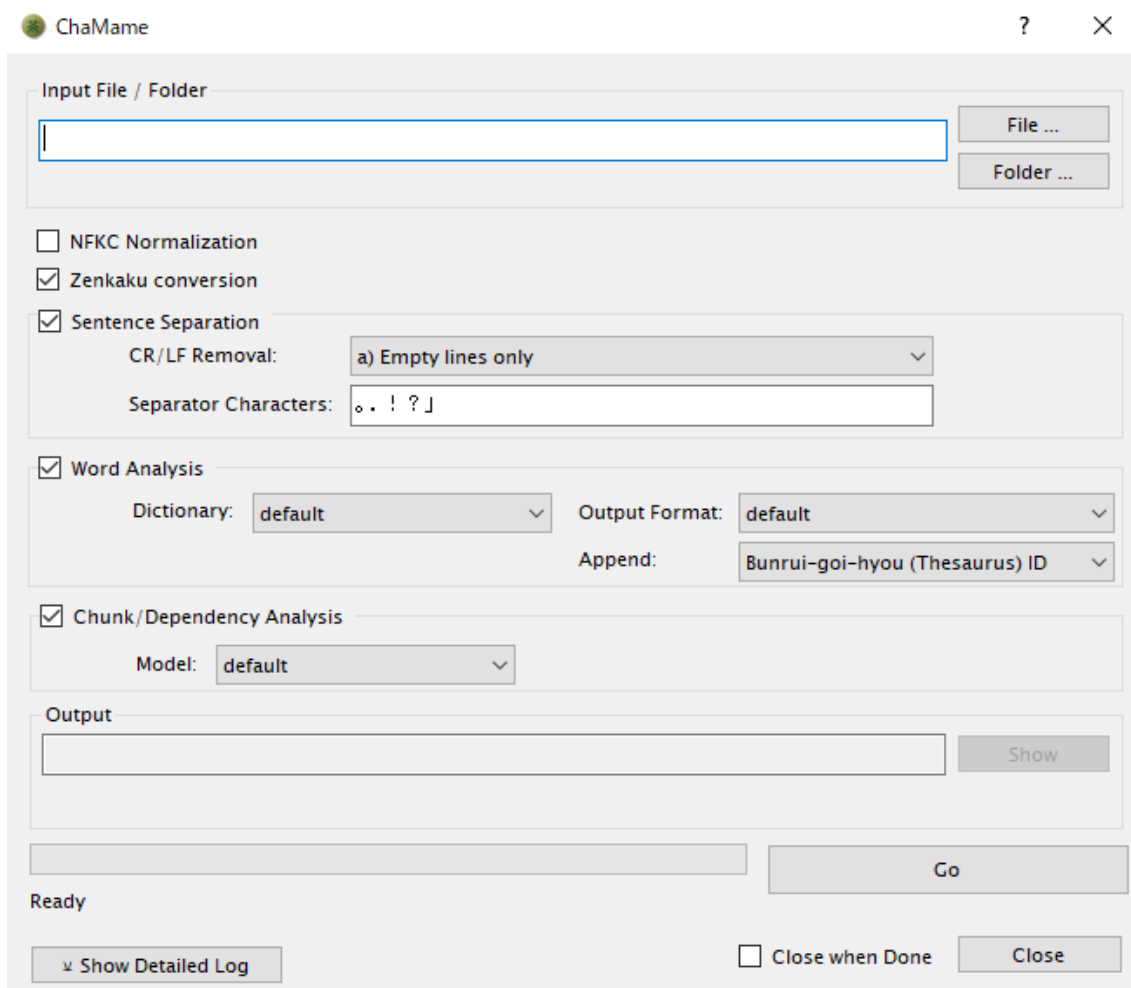 ChaMame
Input File / Folder
File ...
Folder ...
NFKC Normalization
Zenkaku conversion
Sentence Separation
CR/LF Removal: a) Empty lines only
Separator Characters: 。．！？」
Word Analysis
Dictionary: default Output Format: default
Append: Bunrui-goi-hyou (Thesaurus) ID
Chunk/Dependency Analysis
Model: default
Output
Show
Go
Ready
Show Detailed Log Close when Done Close